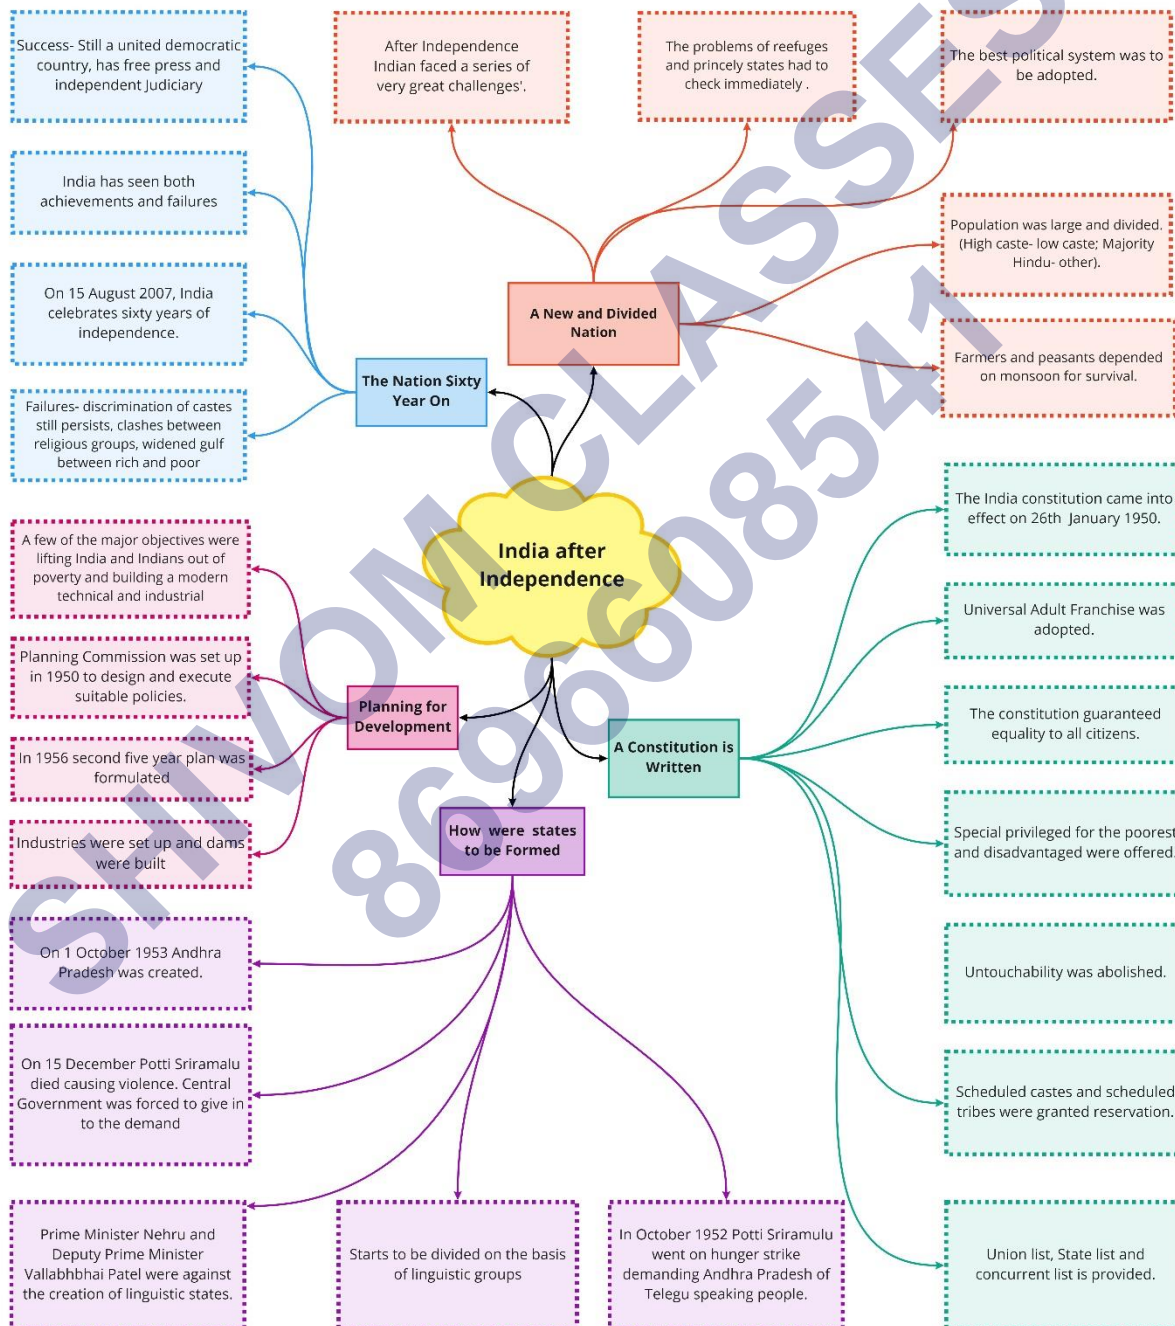 Success- Still a united democratic
country, has free press and
independent Judiciary
India has seen both
achievements and failures
On 15 August 2007, India
celebrates sixty years of
independence.
Failures- discrimination of castes
still persists, clashes between
religious groups, widened gulf
between rich and poor
The Nation Sixty
Year On
After Independence
Indian faced a series of
very great challenges'.
The problems of reefuges
and princely states had to
check immediately .
The best political system was to
be adopted.
Population was large and divided.
(High caste- low caste; Majority
Hindu- other).
Farmers and peasants depended
on monsoon for survival.
A New and Divided
Nation
India after
Independence
A few of the major objectives were
lifting India and Indians out of
poverty and building a modern
technical and industrial
Planning Commission was set up
in 1950 to design and execute
suitable policies.
In 1956 second five year plan was
formulated
Industries were set up and dams
were built
Planning for
Development
A Constitution is
Written
The India constitution came into
effect on 26th January 1950.
Universal Adult Franchise was
adopted.
The constitution guaranteed
equality to all citizens.
Special privileged for the poorest
and disadvantaged were offered.
Untouchability was abolished.
Scheduled castes and scheduled
tribes were granted reservation.
Union list, State list and
concurrent list is provided.
How were states
to be Formed
On 1 October 1953 Andhra
Pradesh was created.
On 15 December Potti Sriramalu
died causing violence. Central
Government was forced to give in
to the demand
Prime Minister Nehru and
Deputy Prime Minister
Vallabhbhai Patel were against
the creation of linguistic states.
Starts to be divided on the basis
of linguistic groups
In October 1952 Potti Sriramulu
went on hunger strike
demanding Andhra Pradesh of
Telegu speaking people.
SHIVOM CLASSES
8696608541